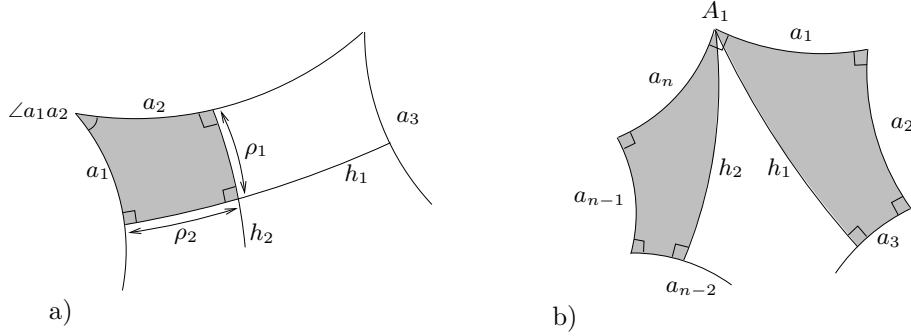 ∠a₁a₂
a₂
a₁
ρ₁
ρ₂
h₂
h₁
a₃
a)
A₁
a₁
aₙ
a₂
h₂
h₁
aₙ₋₁
a₃
aₙ₋₂
b)